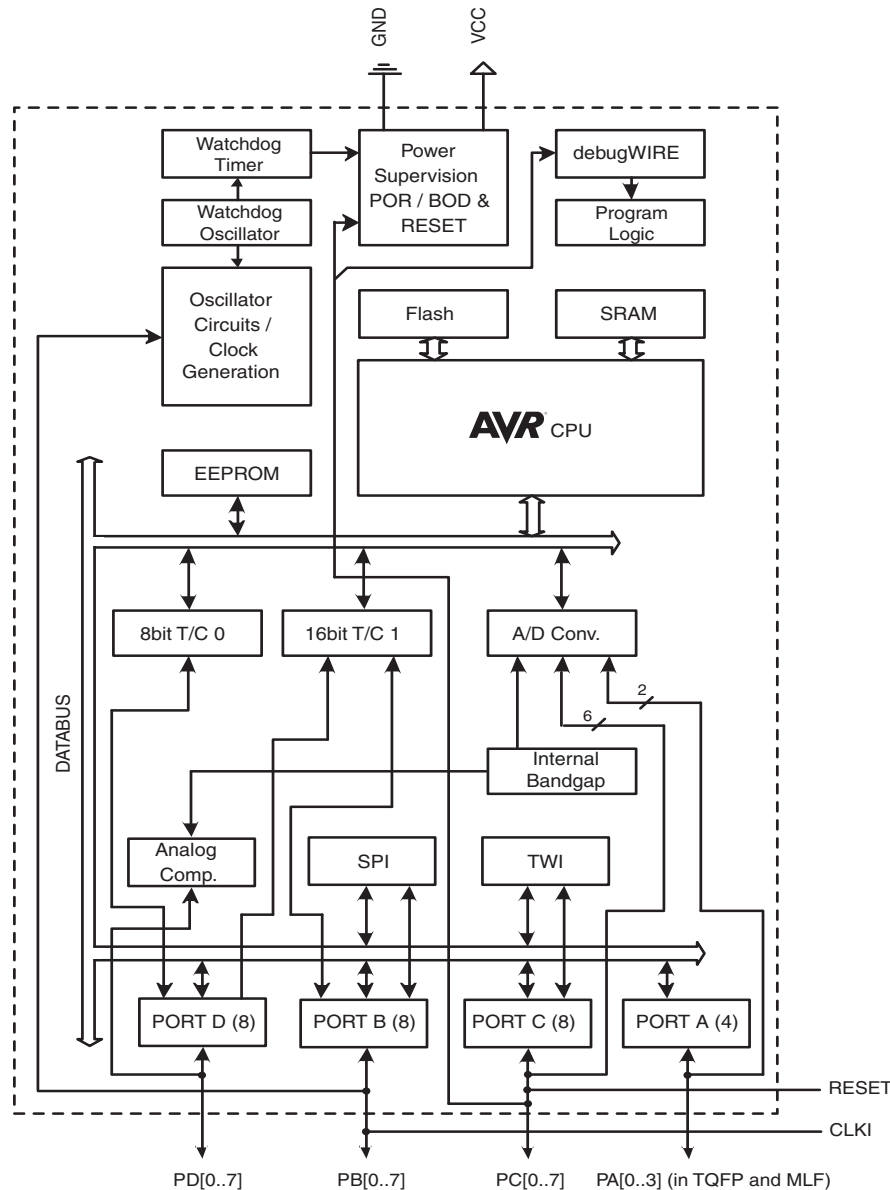 GND
VCC
Watchdog
Timer
Power
Supervision
POR / BOD &
RESET
debugWIRE
Watchdog
Oscillator
Program
Logic
Oscillator
Circuits /
Clock
Generation
Flash
SRAM
AVR CPU
EEPROM
8bit T/C 0
16bit T/C 1
A/D Conv.
DATABUS
2
6
Internal
Bandgap
Analog
Comp.
SPI
TWI
PORT D (8)
PORT B (8)
PORT C (8)
PORT A (4)
RESET
CLKI
PD[0..7]
PB[0..7]
PC[0..7]
PA[0..3] (in TQFP and MLF)